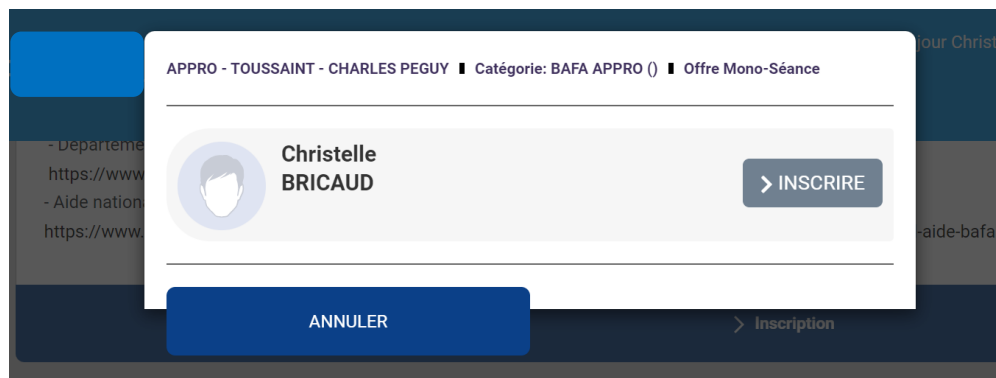 jour Christ
APPRO - TOUSSAINT - CHARLES PEGUY ▮ Catégorie: BAFA APPRO () ▮ Offre Mono-Séance
- Départeme
https://www
- Aide nation
https://www.
-aide-bafa
Christelle
BRICAUD
INSCRIRE
ANNULER
Inscription